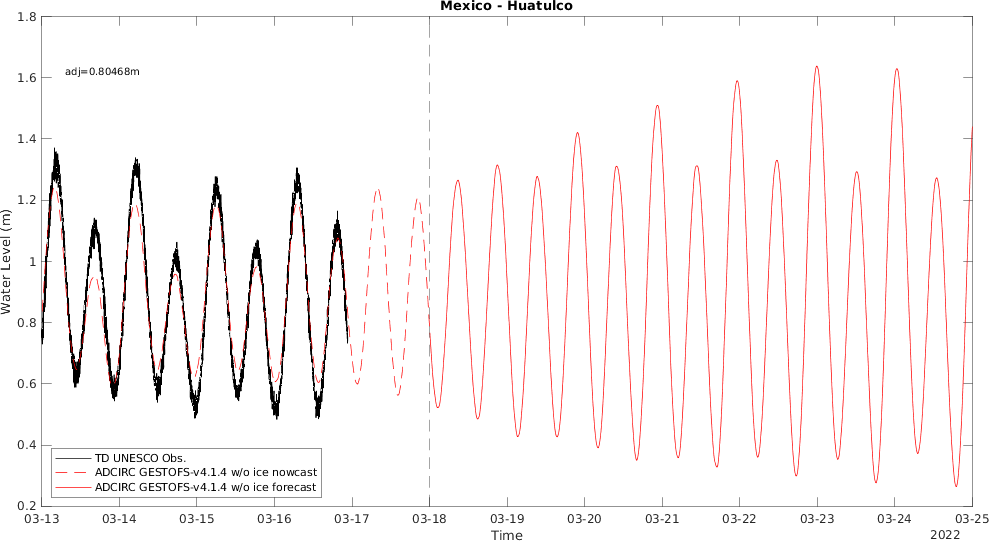 Mexico - Huatulco
1.8
1.6
1.4
1.2
1
0.8
0.6
0.4
0.2
Water Level (m)
adj=0.80468m
TD UNESCO Obs.
ADCIRC GESTOFS-v4.1.4 w/o ice nowcast
ADCIRC GESTOFS-v4.1.4 w/o ice forecast
03-13 03-14 03-15 03-16 03-17 03-18 03-19 03-20 03-21 03-22 03-23 03-24 03-25
Time
2022